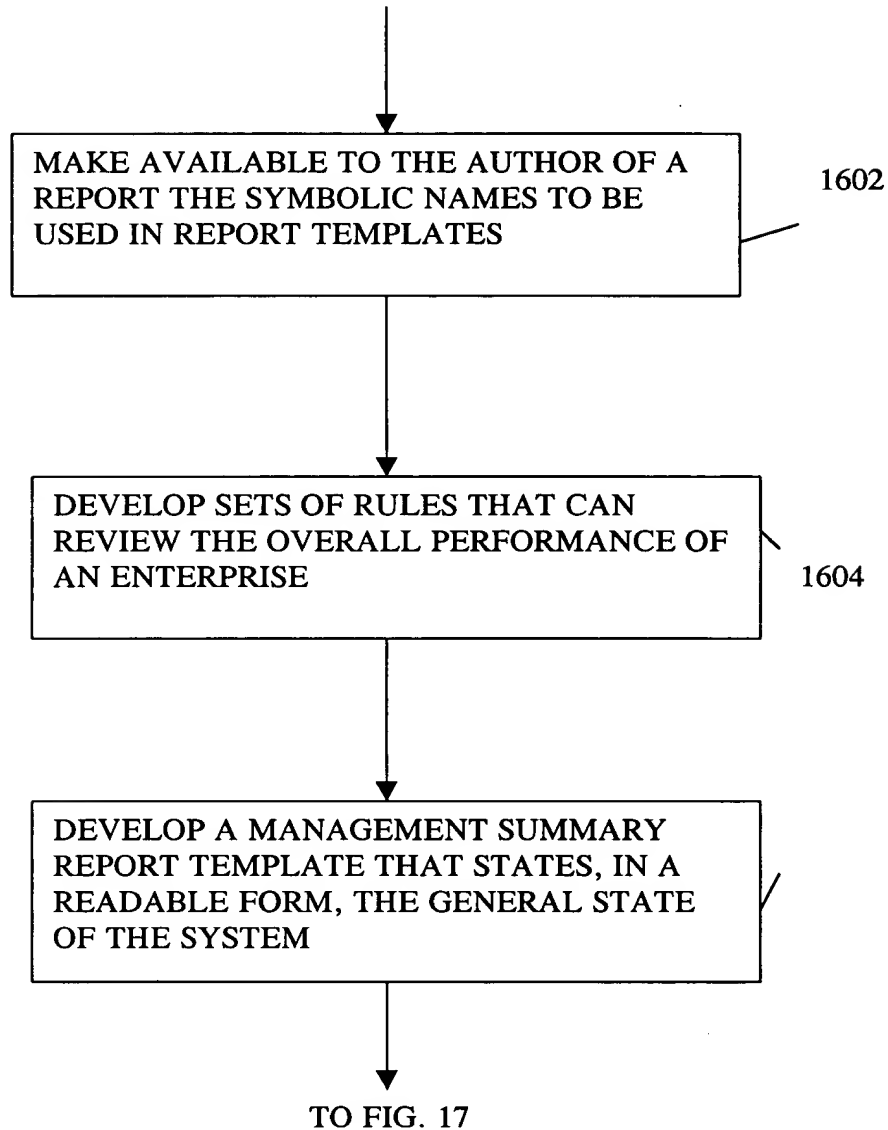 MAKE AVAILABLE TO THE AUTHOR OF A
REPORT THE SYMBOLIC NAMES TO BE
USED IN REPORT TEMPLATES
1602
DEVELOP SETS OF RULES THAT CAN
REVIEW THE OVERALL PERFORMANCE OF
AN ENTERPRISE
1604
DEVELOP A MANAGEMENT SUMMARY
REPORT TEMPLATE THAT STATES, IN A
READABLE FORM, THE GENERAL STATE
OF THE SYSTEM
TO FIG. 17